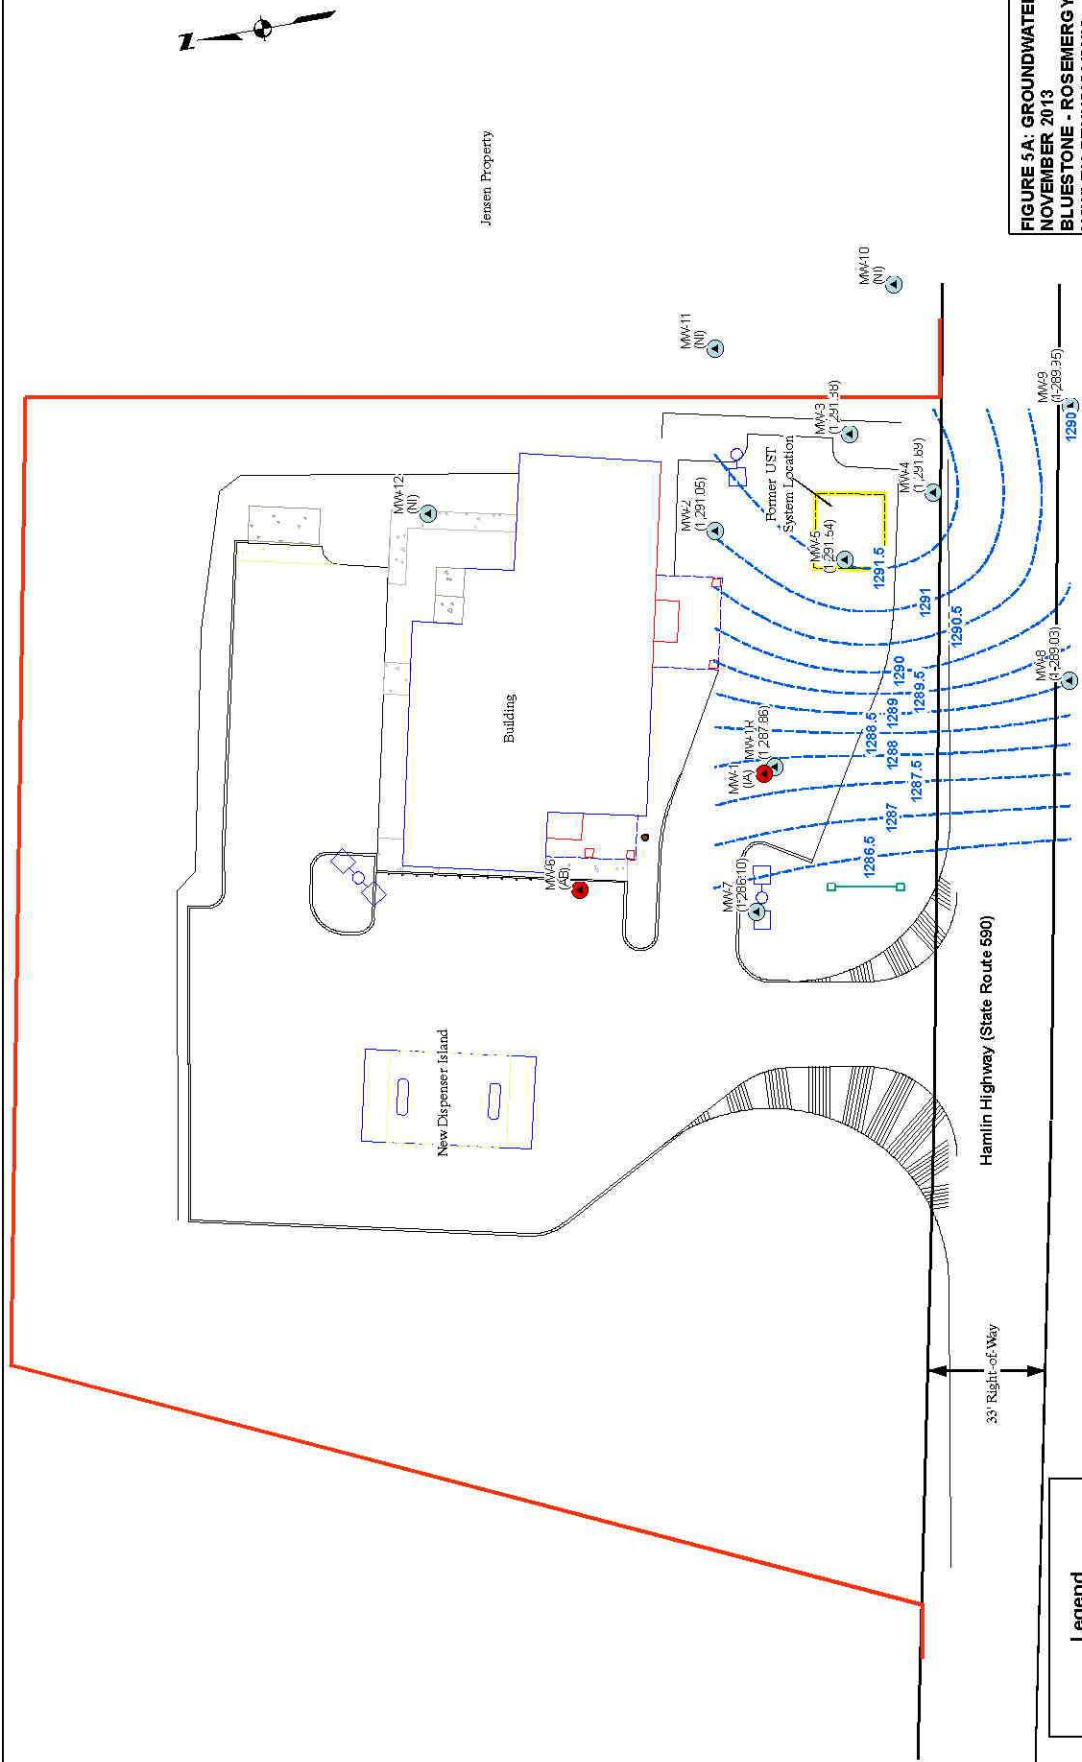 N
Jensen Property
FIGURE 5A: GROUNDWATER
NOVEMBER 2013
BLUESTONE - ROSEMERGY
MW-10
(NI)
MW-11
(NI)
MW-12
(NI)
MW-9
(1,289.95)
1290
MW-3
(1,291.38)
MW-4
(1,291.69)
MW-2
(1,291.05)
Former UST
System Location
MW-5
(1,291.54)
1291.5
1291
1290.5
1290
1289.5
1289
1288.5
1288
1287.5
1287
1286.5
MW-8
(1,289.03)
MW-1R
(1,287.86)
MW-1
(IA)
Building
MW-6
(AB)
MW-7
(1,286.10)
New Dispenser Island
Hamlin Highway (State Route 590)
33' Right-of-Way
Legend